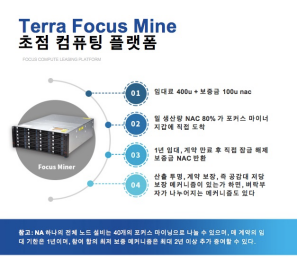 Terra Focus Mine
초점 컴퓨팅 플랫폼
FOCUS COMPUTE LEASING PLATFORM
Focus Miner
01
임대료 400u + 보증금 100u nac
02
일 생산량 NAC 80% 가 포커스 마이너
지갑에 직접 도착
03
1년 임대, 계약 만료 후 직접 잠금 해제
보증금 NAC 반환
04
산출 투명, 계약 보장, 즉 공감대 저당
보장 메커니즘이 있는가 하면, 벼락부
자가 나누어지는 메커니즘도 있다
참고: NA 하나의 전체 노드 설비는 40개의 포커스 마이닝으로 나눌 수 있으며, 매 계약의 임
대 기한은 1년이며, 참여 합의 최저 보증 메커니즘은 최대 2년 이상 추가 용여할 수 있다.